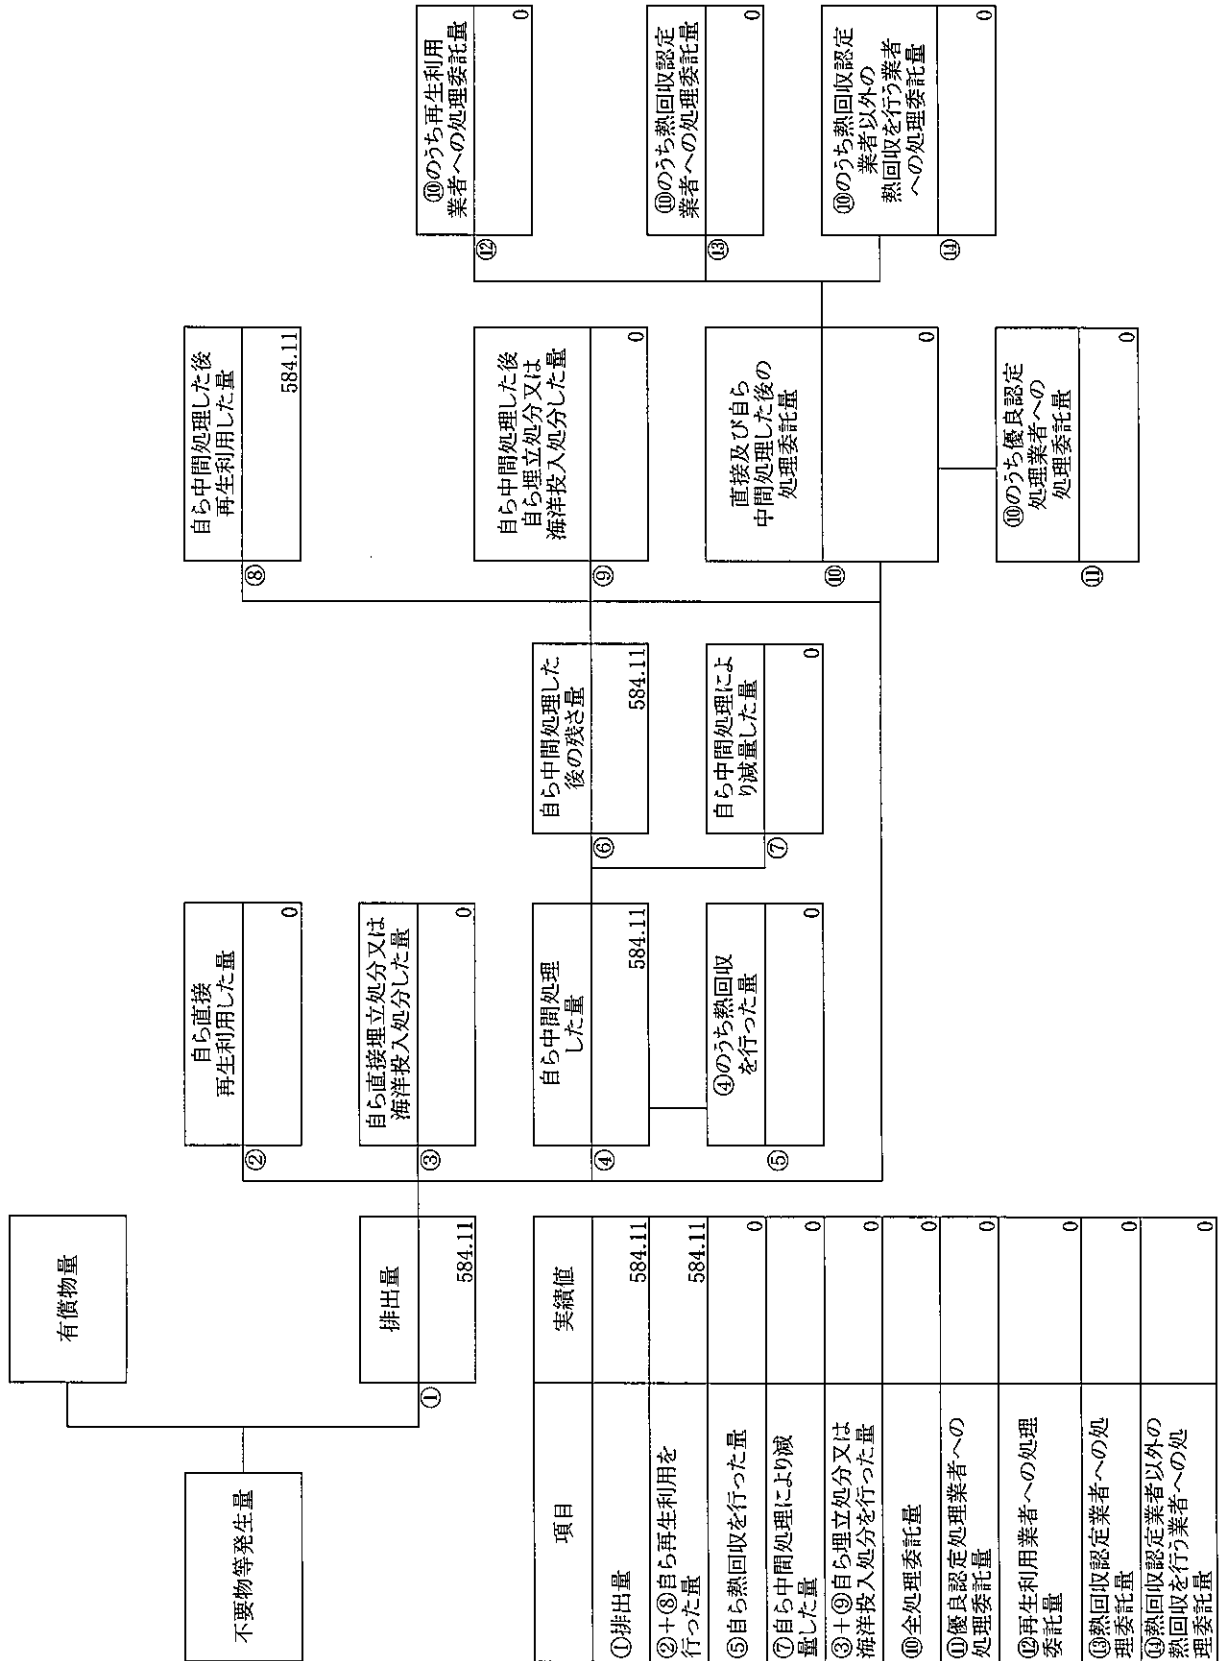 不要物等発生量
有償物量
排出量
①
584.11
自ら直接
再生利用した量
②
0
自ら直接埋立処分又は
海洋投入処分した量
③
0
自ら中間処理
した量
④
584.11
④のうち熱回収
を行った量
⑤
0
自ら中間処理した
後の残さ量
⑥
584.11
自ら中間処理によ
り減量した量
⑦
0
自ら中間処理した後
再生利用した量
⑧
584.11
自ら中間処理した後
自ら埋立処分又は
海洋投入処分した量
⑨
0
直接及び自ら
中間処理した後の
処理委託量
⑩
0
⑩のうち優良認定
処理業者への
処理委託量
⑪
0
⑩のうち再生利用
業者への処理委託量
⑫
0
⑩のうち熱回収認定
業者への処理委託量
⑬
0
⑩のうち熱回収認定
業者以外の
熱回収を行う業者
への処理委託量
⑭
0
項目 実績値
①排出量 584.11
②+⑧自ら再生利用を
行った量 584.11
⑤自ら熱回収を行った量 0
⑦自ら中間処理により減
量した量 0
③+⑨自ら埋立処分又は
海洋投入処分を行った量 0
⑩全処理委託量 0
⑪優良認定処理業者への
処理委託量 0
⑫再生利用業者への処理
委託量 0
⑬熱回収認定業者への処
理委託量 0
⑭熱回収認定業者以外の
熱回収を行う業者への処
理委託量 0